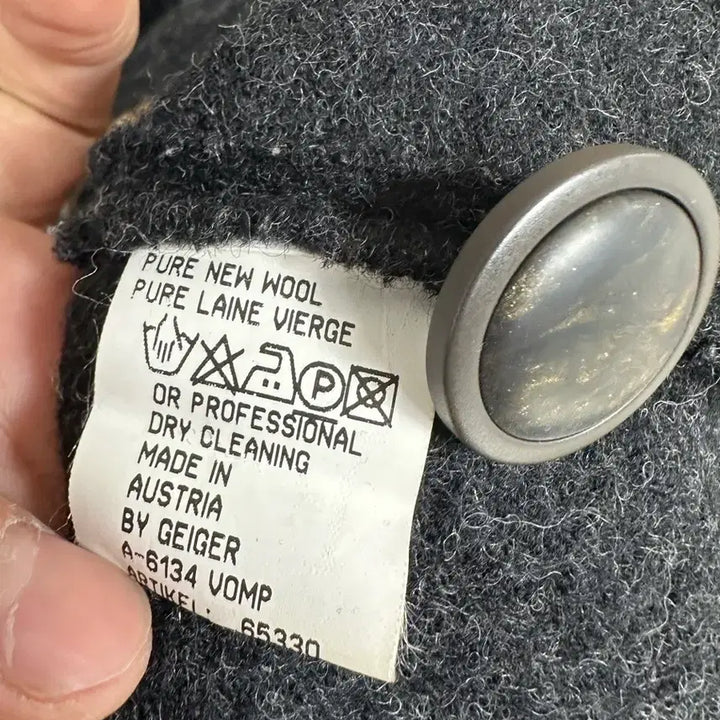 PURE NEW WOOL
PURE LAINE VIERGE
P
OR PROFESSIONAL
DRY CLEANING
MADE IN
AUSTRIA
BY GEIGER
A-6134 VOMP
ARTIKEL: 65330